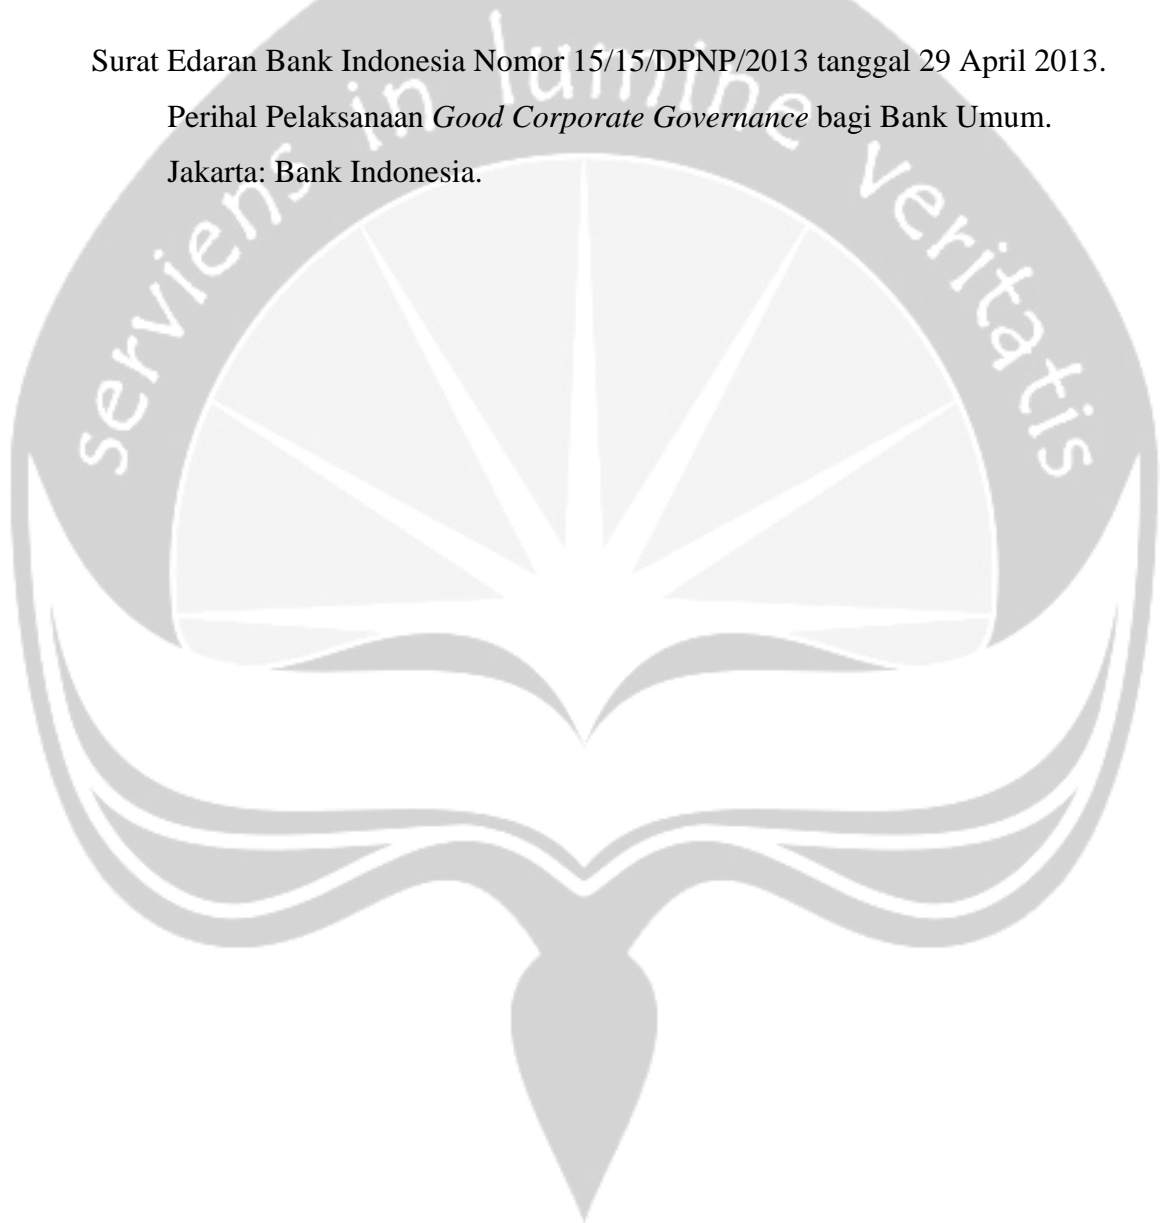 Surat Edaran Bank Indonesia Nomor 15/15/DPNP/2013 tanggal 29 April 2013.
Perihal Pelaksanaan Good Corporate Governance bagi Bank Umum.
Jakarta: Bank Indonesia.
serviens in lumine veritatis